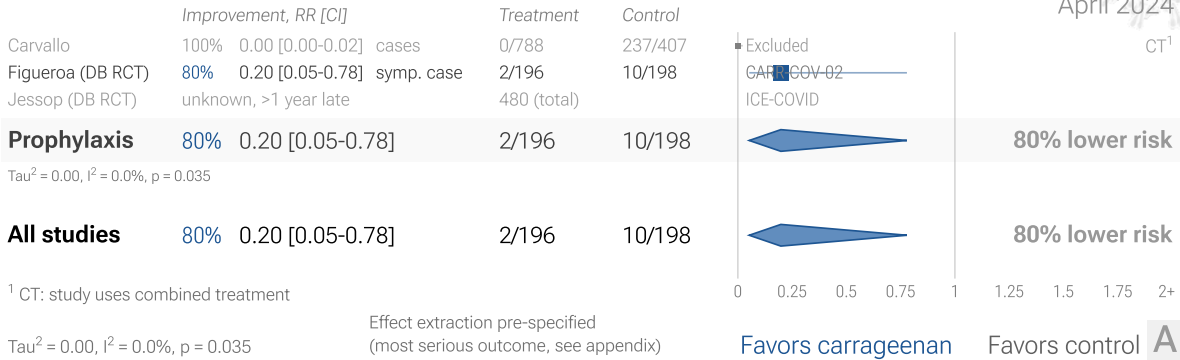 April 2024
Improvement, RR [CI] Treatment Control
Carvallo 100% 0.00 [0.00-0.02] cases 0/788 237/407 Excluded CT¹
Figueroa (DB RCT) 80% 0.20 [0.05-0.78] symp. case 2/196 10/198 CARR-COV-02
Jessop (DB RCT) unknown, >1 year late 480 (total) ICE-COVID
Prophylaxis 80% 0.20 [0.05-0.78] 2/196 10/198 80% lower risk
Tau² = 0.00, I² = 0.0%, p = 0.035
All studies 80% 0.20 [0.05-0.78] 2/196 10/198 80% lower risk
0 0.25 0.5 0.75 1 1.25 1.5 1.75 2+
¹ CT: study uses combined treatment
Effect extraction pre-specified
Tau² = 0.00, I² = 0.0%, p = 0.035 (most serious outcome, see appendix) Favors carrageenan Favors control A